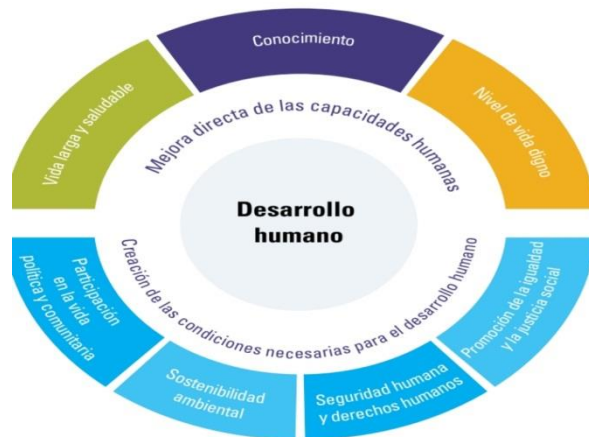 Conocimiento
Vida larga y saludable
Nivel de vida digno
Mejora directa de las capacidades humanas
Desarrollo
humano
Creación de las condiciones necesarias para el desarrollo humano
Participación
en la vida
política y comunitaria
Sostenibilidad
ambiental
Seguridad humana
y derechos humanos
Promoción de la igualdad
y la justicia social